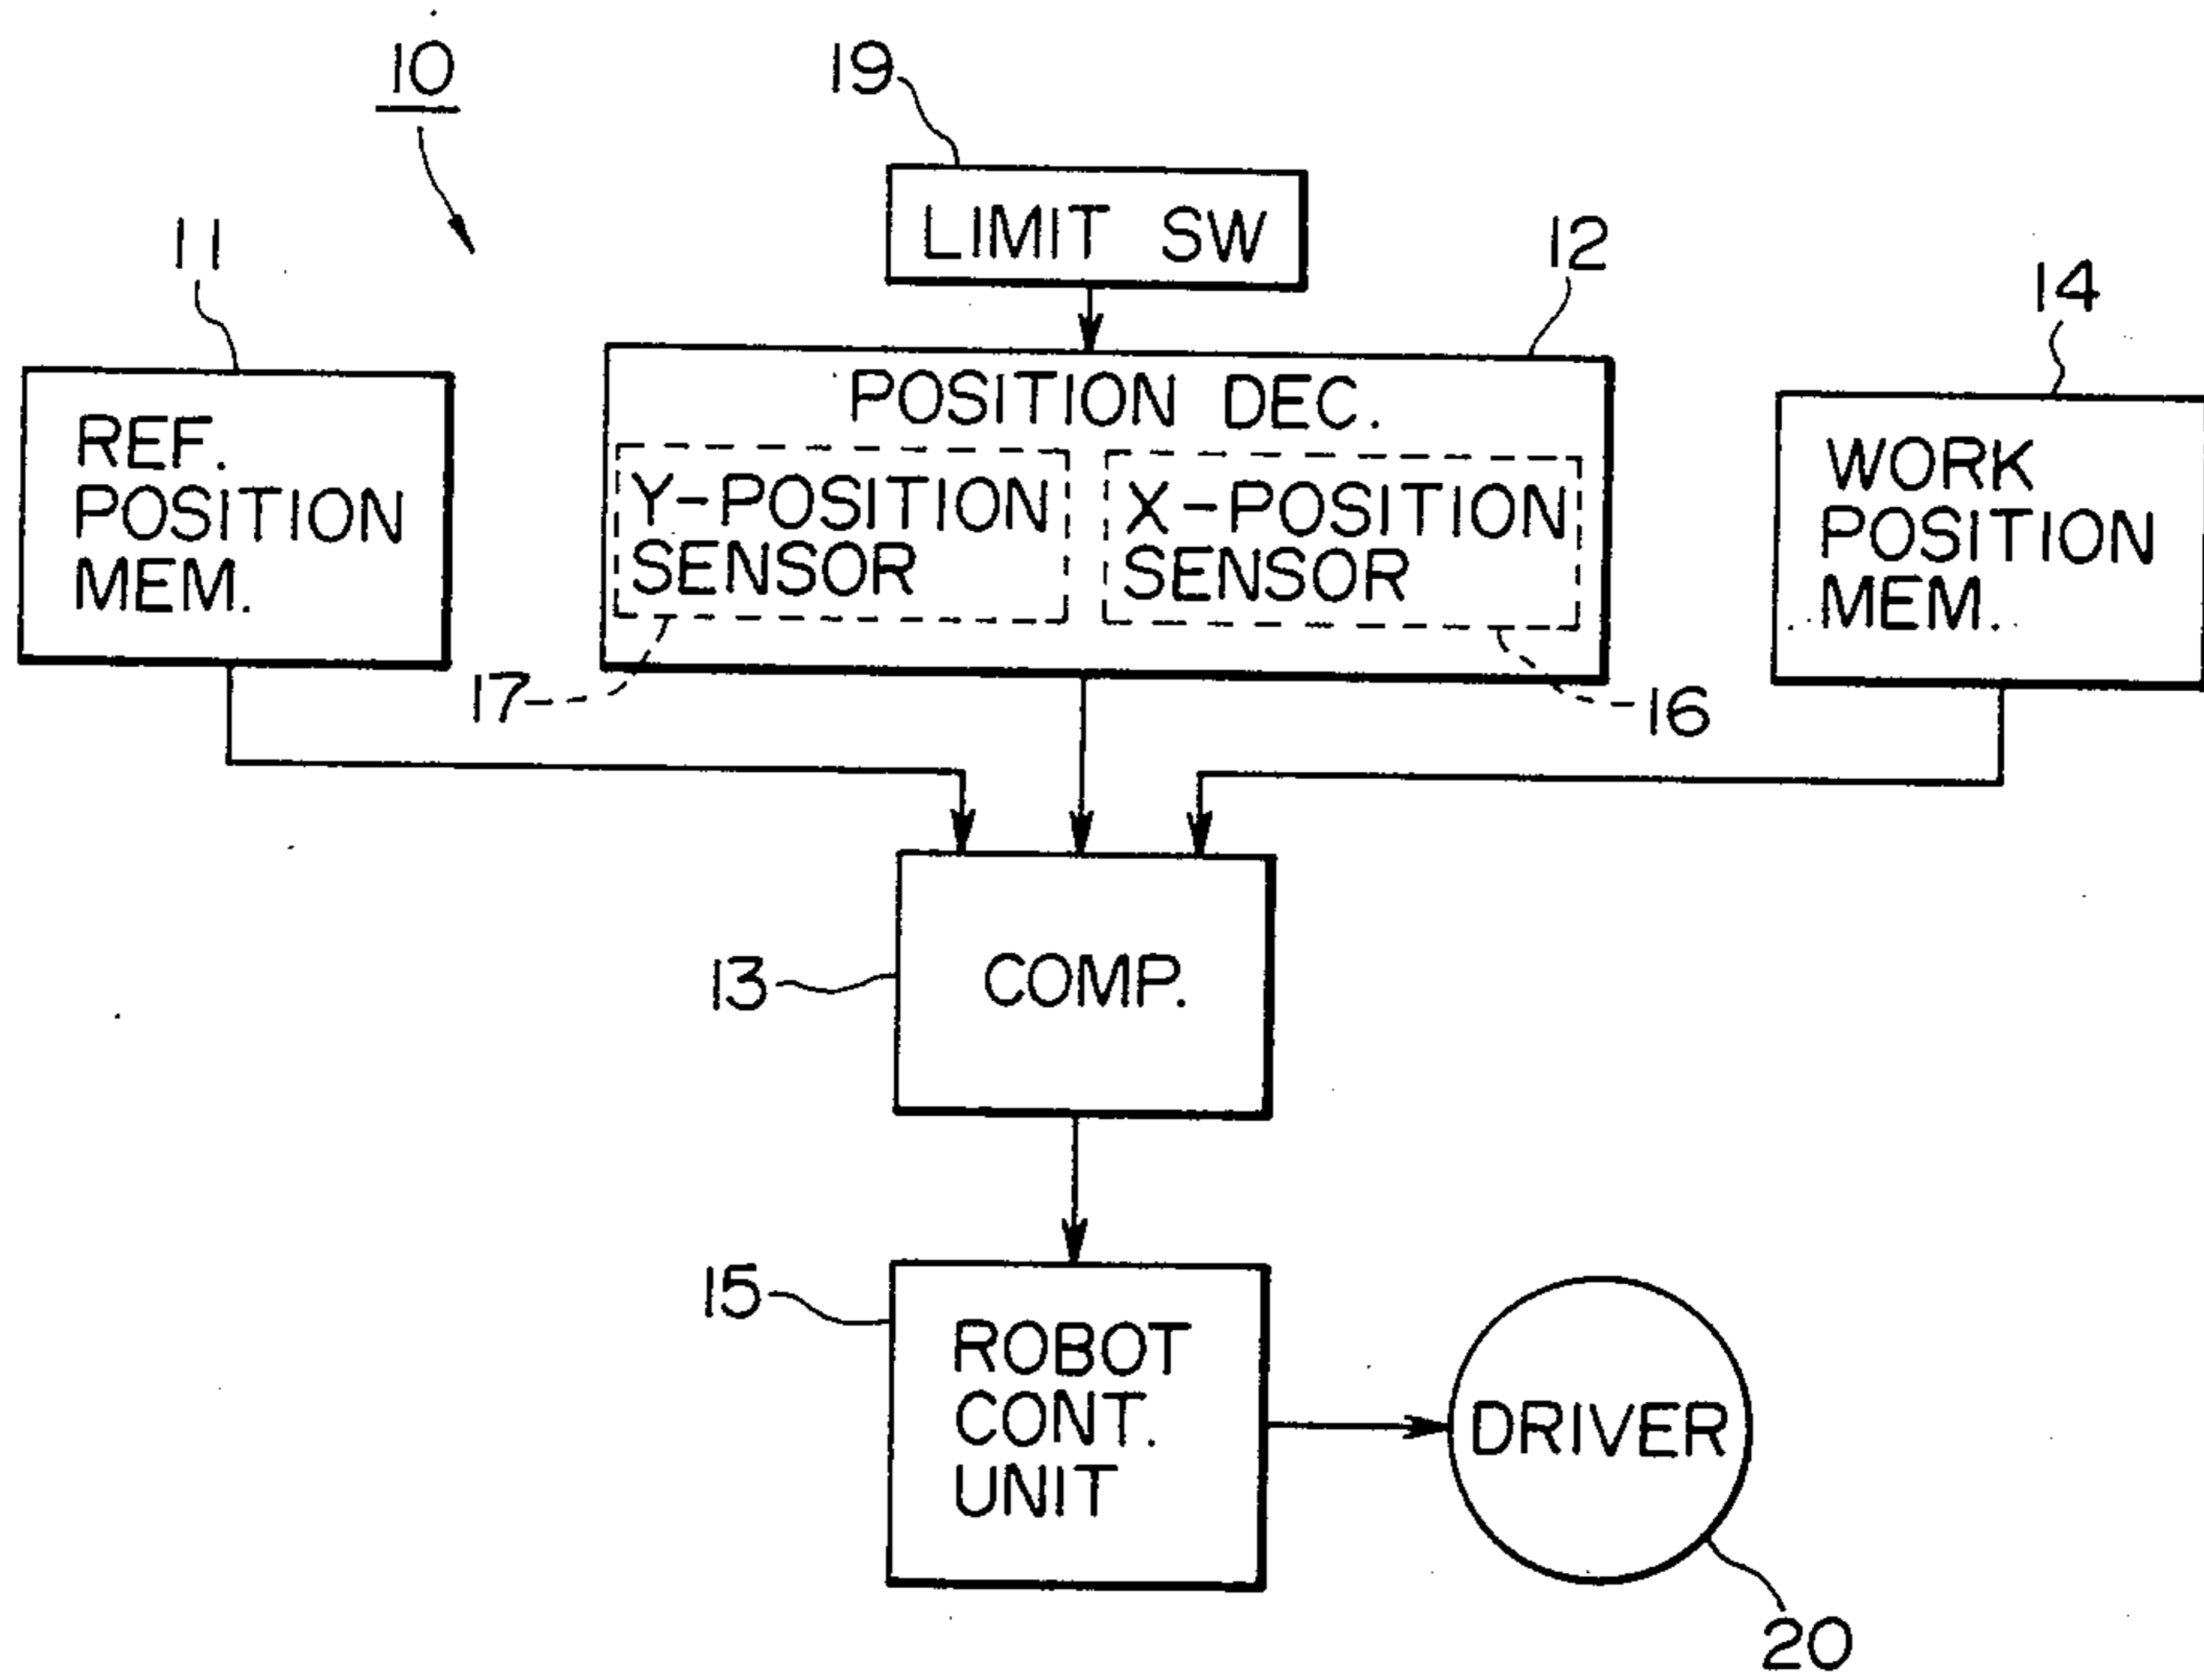 10
19
LIMIT SW
11
12
14
REF.
POSITION
MEM.
POSITION DEC.
Y-POSITION
SENSOR
X-POSITION
SENSOR
WORK
POSITION
MEM.
17
16
13
COMP.
15
ROBOT
CONT.
UNIT
DRIVER
20